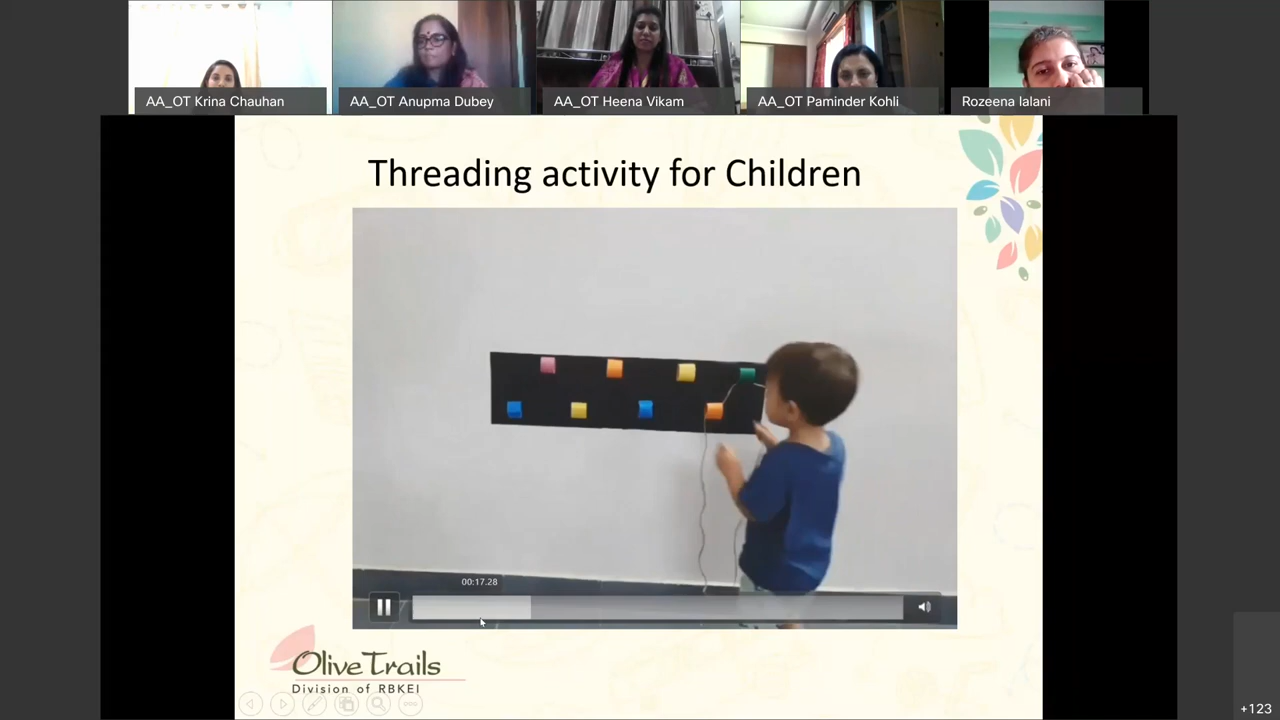 AA_OT Krina Chauhan
AA_OT Anupma Dubey
AA_OT Heena Vikam
AA_OT Paminder Kohli
Rozeena lalani
Threading activity for Children
00:17.28
Olive Trails
Division of RBKEI
+123